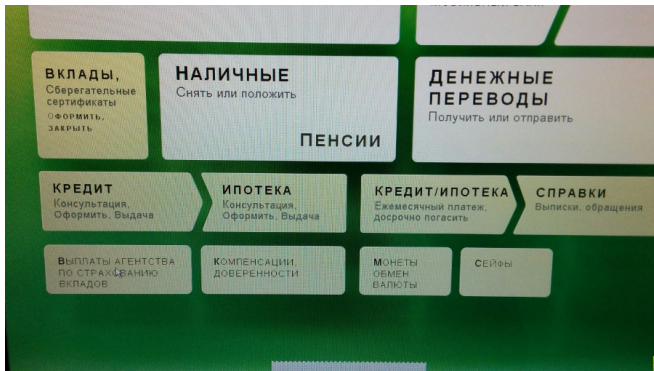 ВКЛАДЫ,
Сберегательные
сертификаты
ОФОРМИТЬ,
ЗАКРЫТЬ
НАЛИЧНЫЕ
Снять или положить
ПЕНСИИ
ДЕНЕЖНЫЕ
ПЕРЕВОДЫ
Получить или отправить
КРЕДИТ
Консультация,
Оформить, Выдача
ИПОТЕКА
Консультация,
Оформить, Выдача
КРЕДИТ/ИПОТЕКА
Ежемесячный платеж,
досрочно погасить
СПРАВКИ
Выписки, обращения
ВЫПЛАТЫ АГЕНТСТВА
ПО СТРАХОВАНИЮ
ВКЛАДОВ
КОМПЕНСАЦИИ,
ДОВЕРЕННОСТИ
МОНЕТЫ
ОБМЕН
ВАЛЮТЫ
СЕЙФЫ